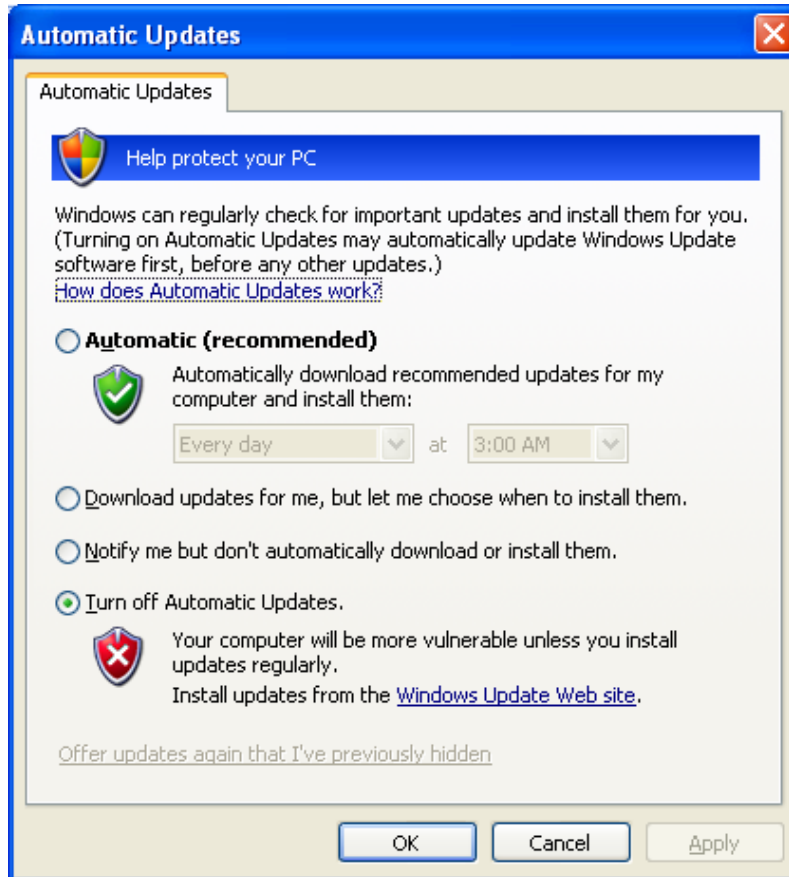 Automatic Updates
Automatic Updates
Help protect your PC
Windows can regularly check for important updates and install them for you.
(Turning on Automatic Updates may automatically update Windows Update
software first, before any other updates.)
How does Automatic Updates work?
Automatic (recommended)
Automatically download recommended updates for my
computer and install them:
Every day at 3:00 AM
Download updates for me, but let me choose when to install them.
Notify me but don't automatically download or install them.
Turn off Automatic Updates.
Your computer will be more vulnerable unless you install
updates regularly.
Install updates from the Windows Update Web site.
Offer updates again that I've previously hidden
OK Cancel Apply